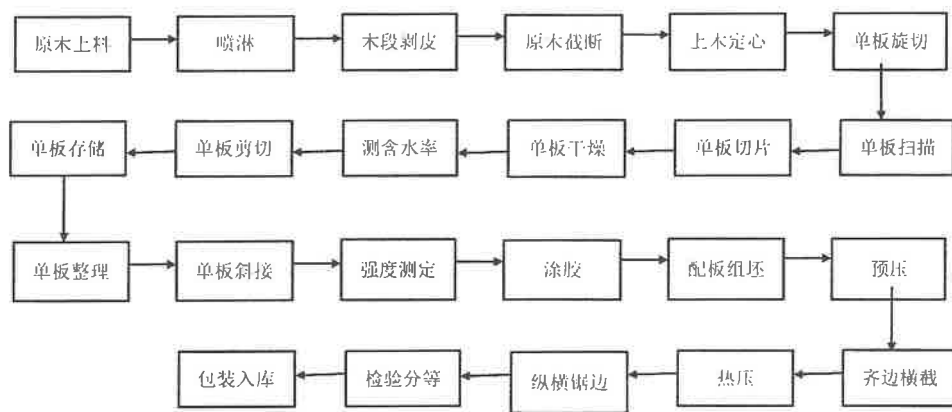 原木上料
喷淋
木段剥皮
原木截断
上木定心
单板旋切
单板扫描
单板切片
单板干燥
测含水率
单板剪切
单板存储
单板整理
单板斜接
强度测定
涂胶
配板组坯
预压
齐边横截
热压
纵横锯边
检验分等
包装入库